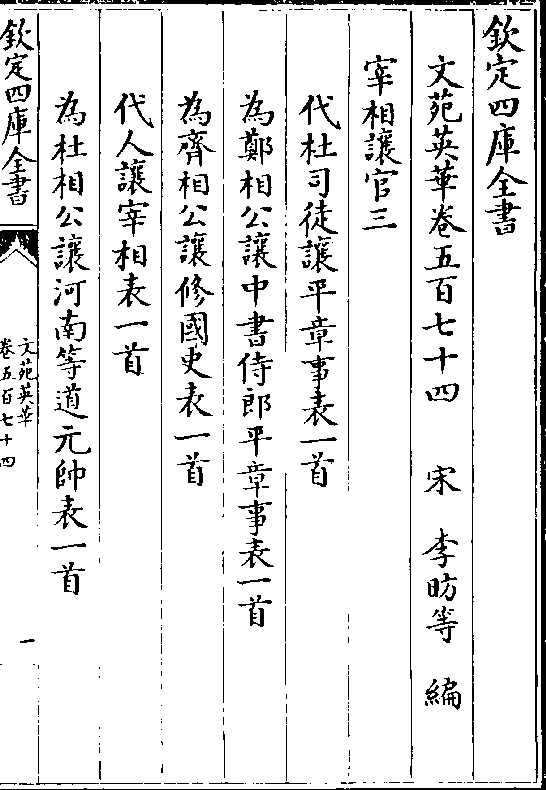 欽定四庫全書
文苑英華卷五百七十四 宋 李昉等 編
宰相讓官三
代杜司徒讓平章事表一首
為鄭相公讓中書侍郎平章事表一首
為齊相公讓修國史表一首
代人讓宰相表一首
為杜相公讓河南等道元帥表一首
欽定四庫全書
文苑英華
卷五百七十四
一